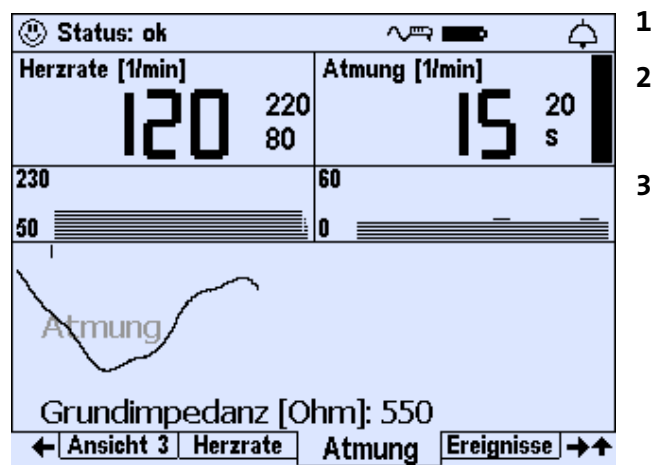 Status: ok
1
Herzrate [1/min]
120
220
80
Atmung [1/min]
15
20
s
2
230
50
60
0
3
Atmung
Grundimpedanz [Ohm]: 550
Ansicht 3 Herzrate Atmung Ereignisse